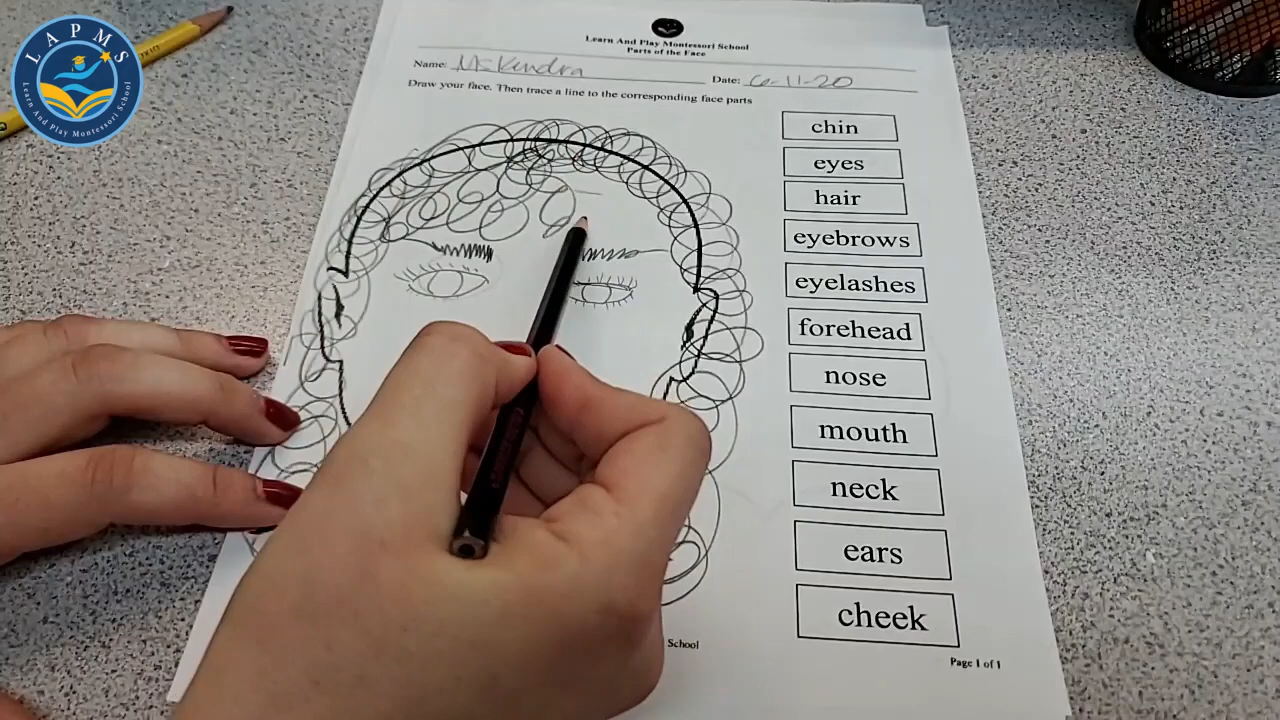 LAPMS
Learn And Play Montessori School
Learn And Play Montessori School
Parts of the Face
Name: Ms Kendra Date: 6-11-20
Draw your face. Then trace a line to the corresponding face parts
chin
eyes
hair
eyebrows
eyelashes
forehead
nose
mouth
neck
ears
cheek
School
Page 1 of 1